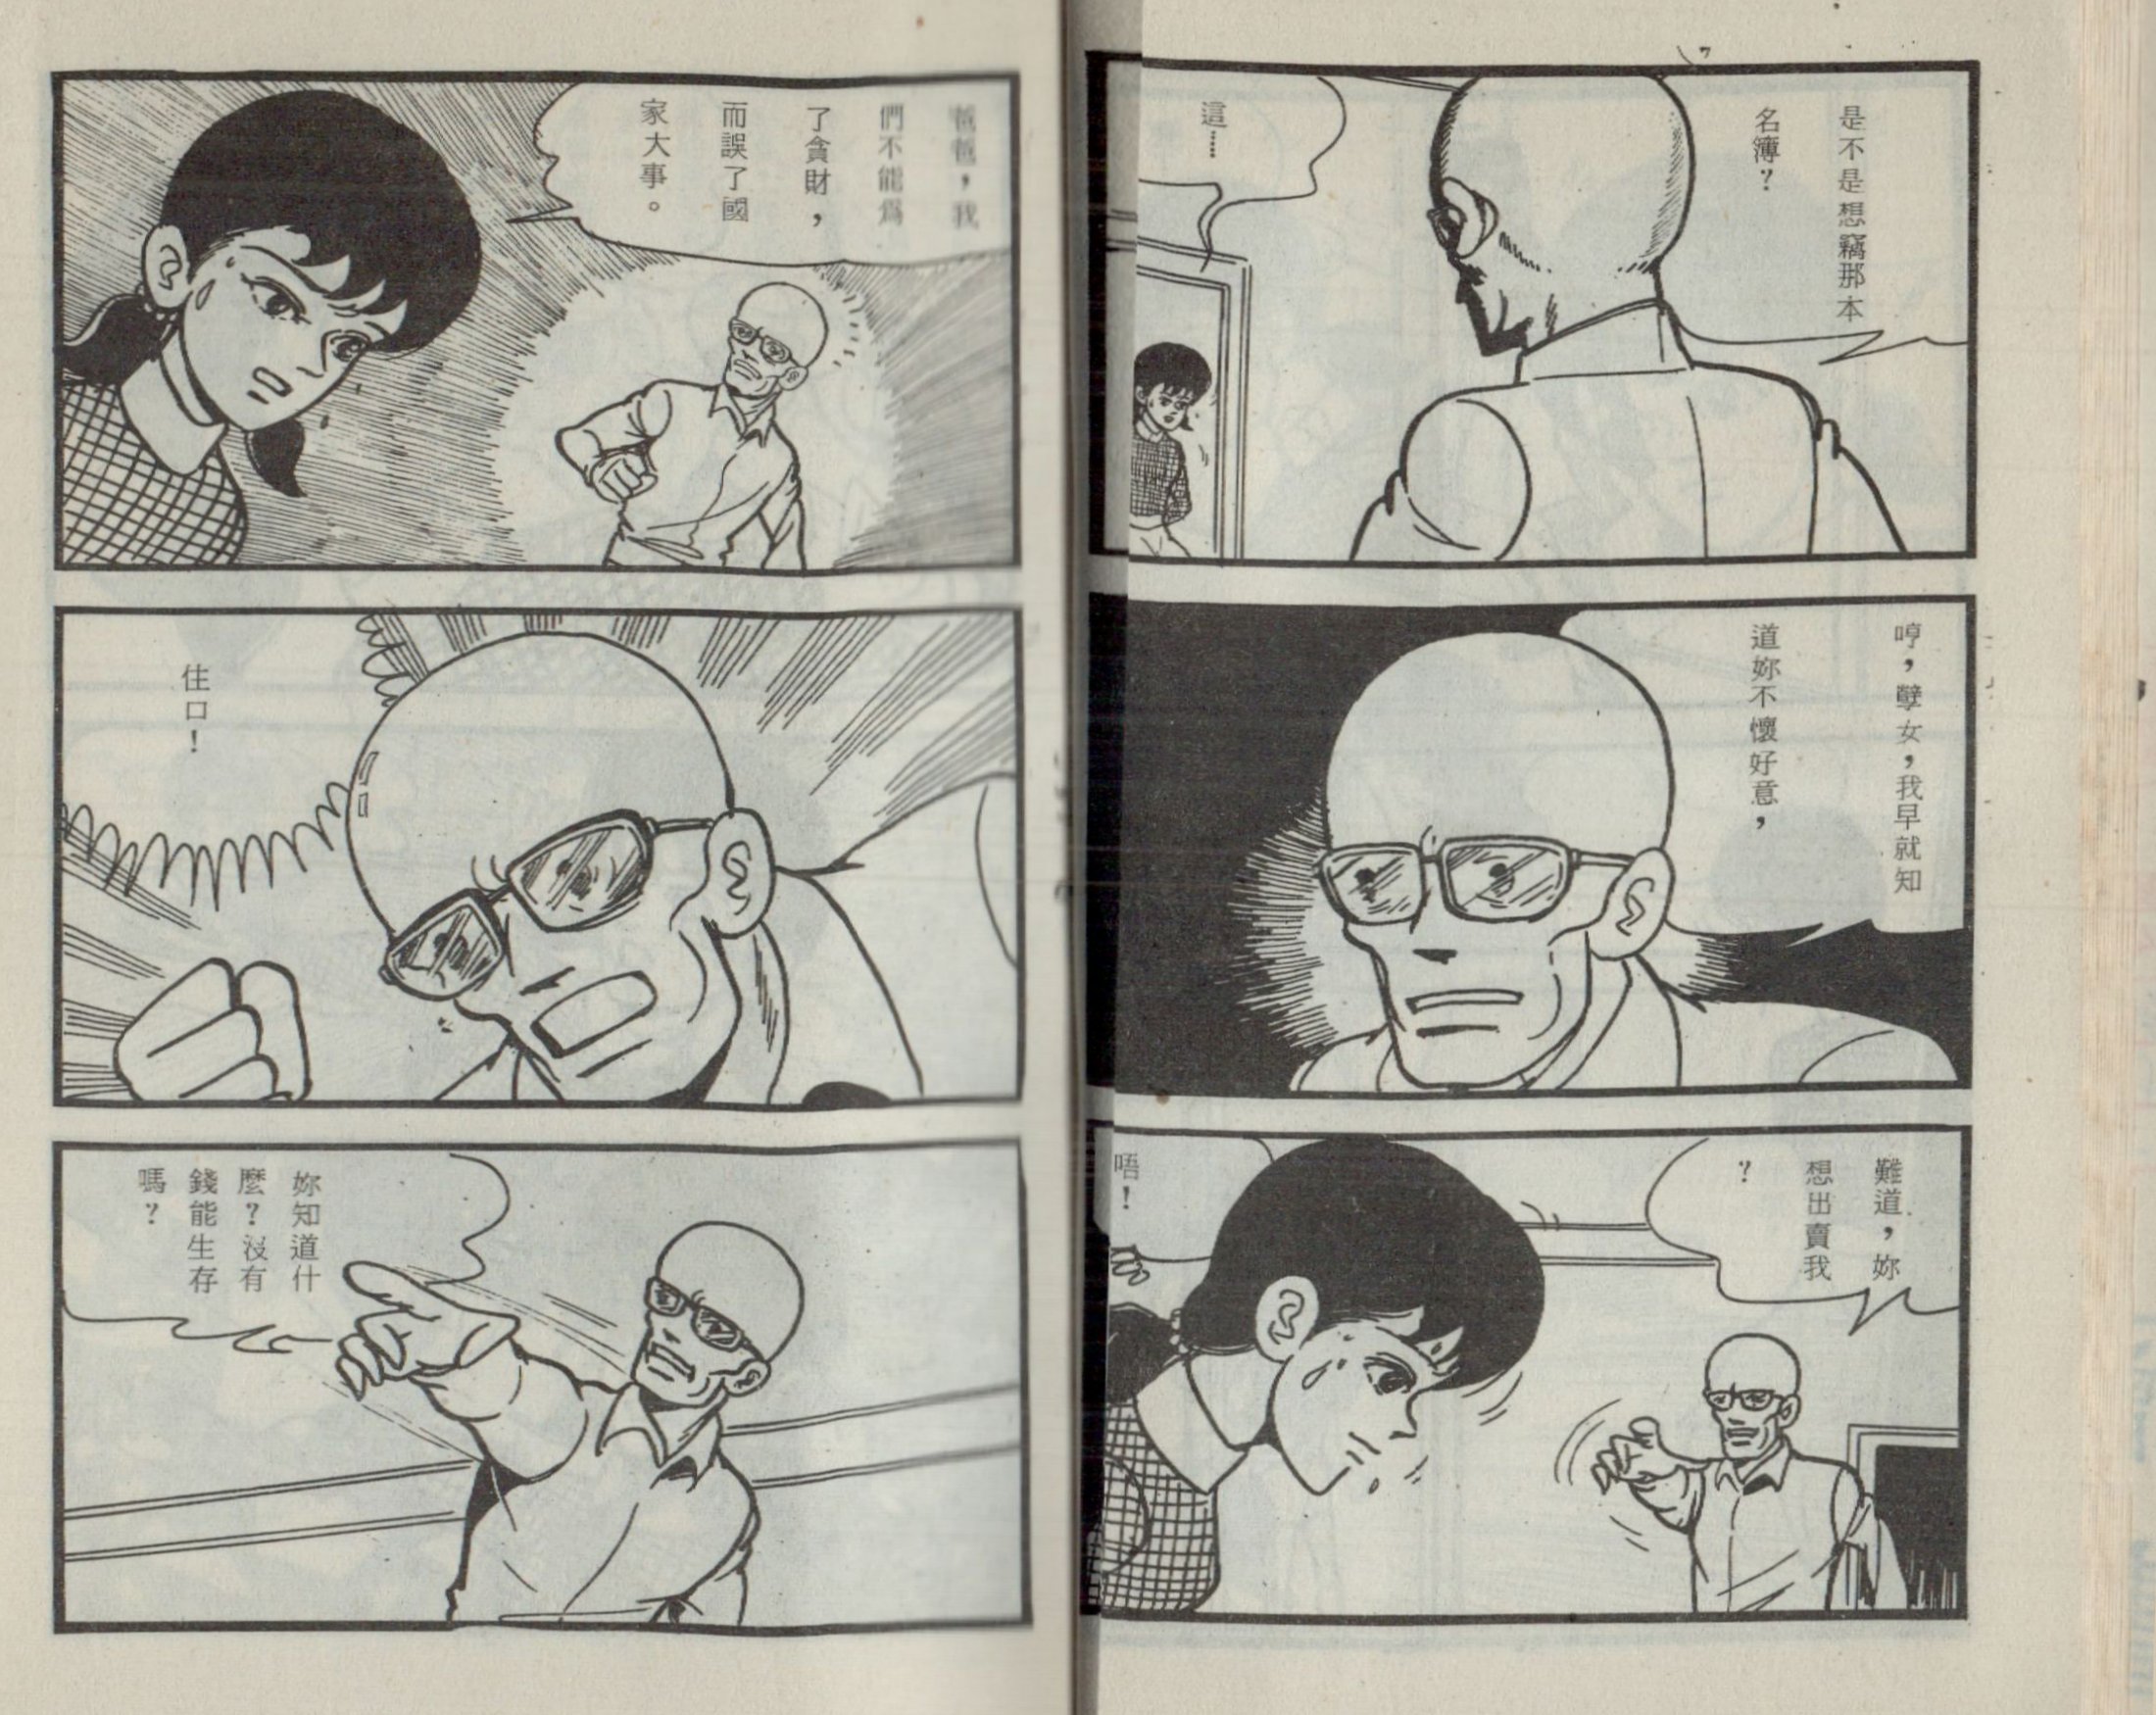 是不是想竊那本
名簿？
這……
哼，孽女，我早就知
道妳不懷好意，
難道，妳
想出賣我
？
唔！
爸爸，我
們不能爲
了貪財，
而誤了國
家大事。
住口！
妳知道什
麼？沒有
錢能生存
嗎？